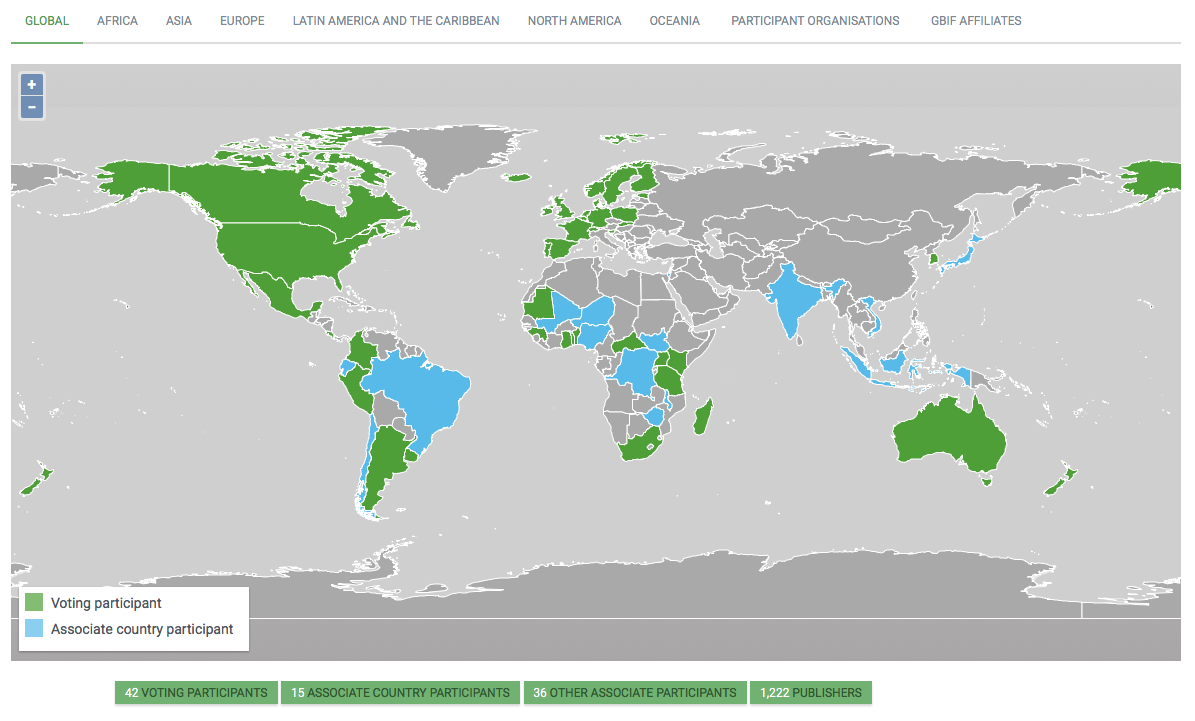 GLOBAL AFRICA ASIA EUROPE LATIN AMERICA AND THE CARIBBEAN NORTH AMERICA OCEANIA PARTICIPANT ORGANISATIONS GBIF AFFILIATES
+
−
Voting participant
Associate country participant
42 VOTING PARTICIPANTS 15 ASSOCIATE COUNTRY PARTICIPANTS 36 OTHER ASSOCIATE PARTICIPANTS 1,222 PUBLISHERS